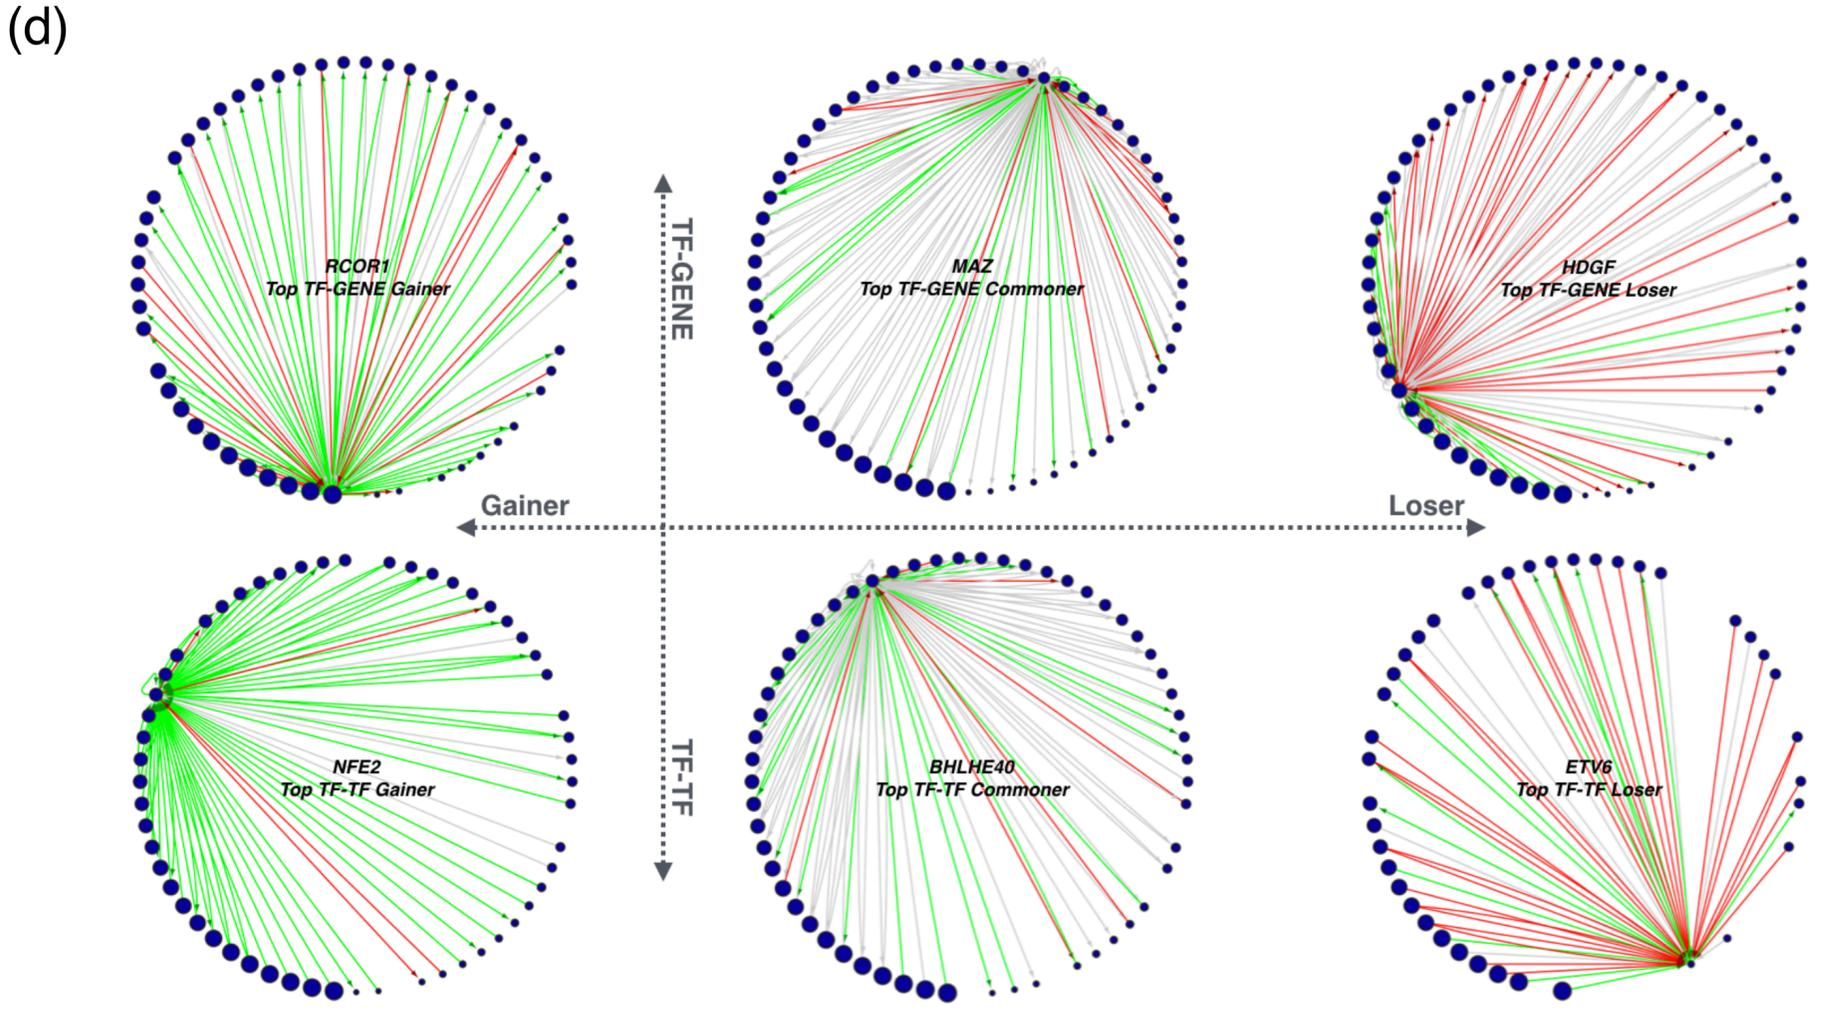 (d)
RCOR1
Top TF-GENE Gainer
MAZ
Top TF-GENE Commoner
HDGF
Top TF-GENE Loser
TF-GENE
Gainer
Loser
TF-TF
NFE2
Top TF-TF Gainer
BHLHE40
Top TF-TF Commoner
ETV6
Top TF-TF Loser